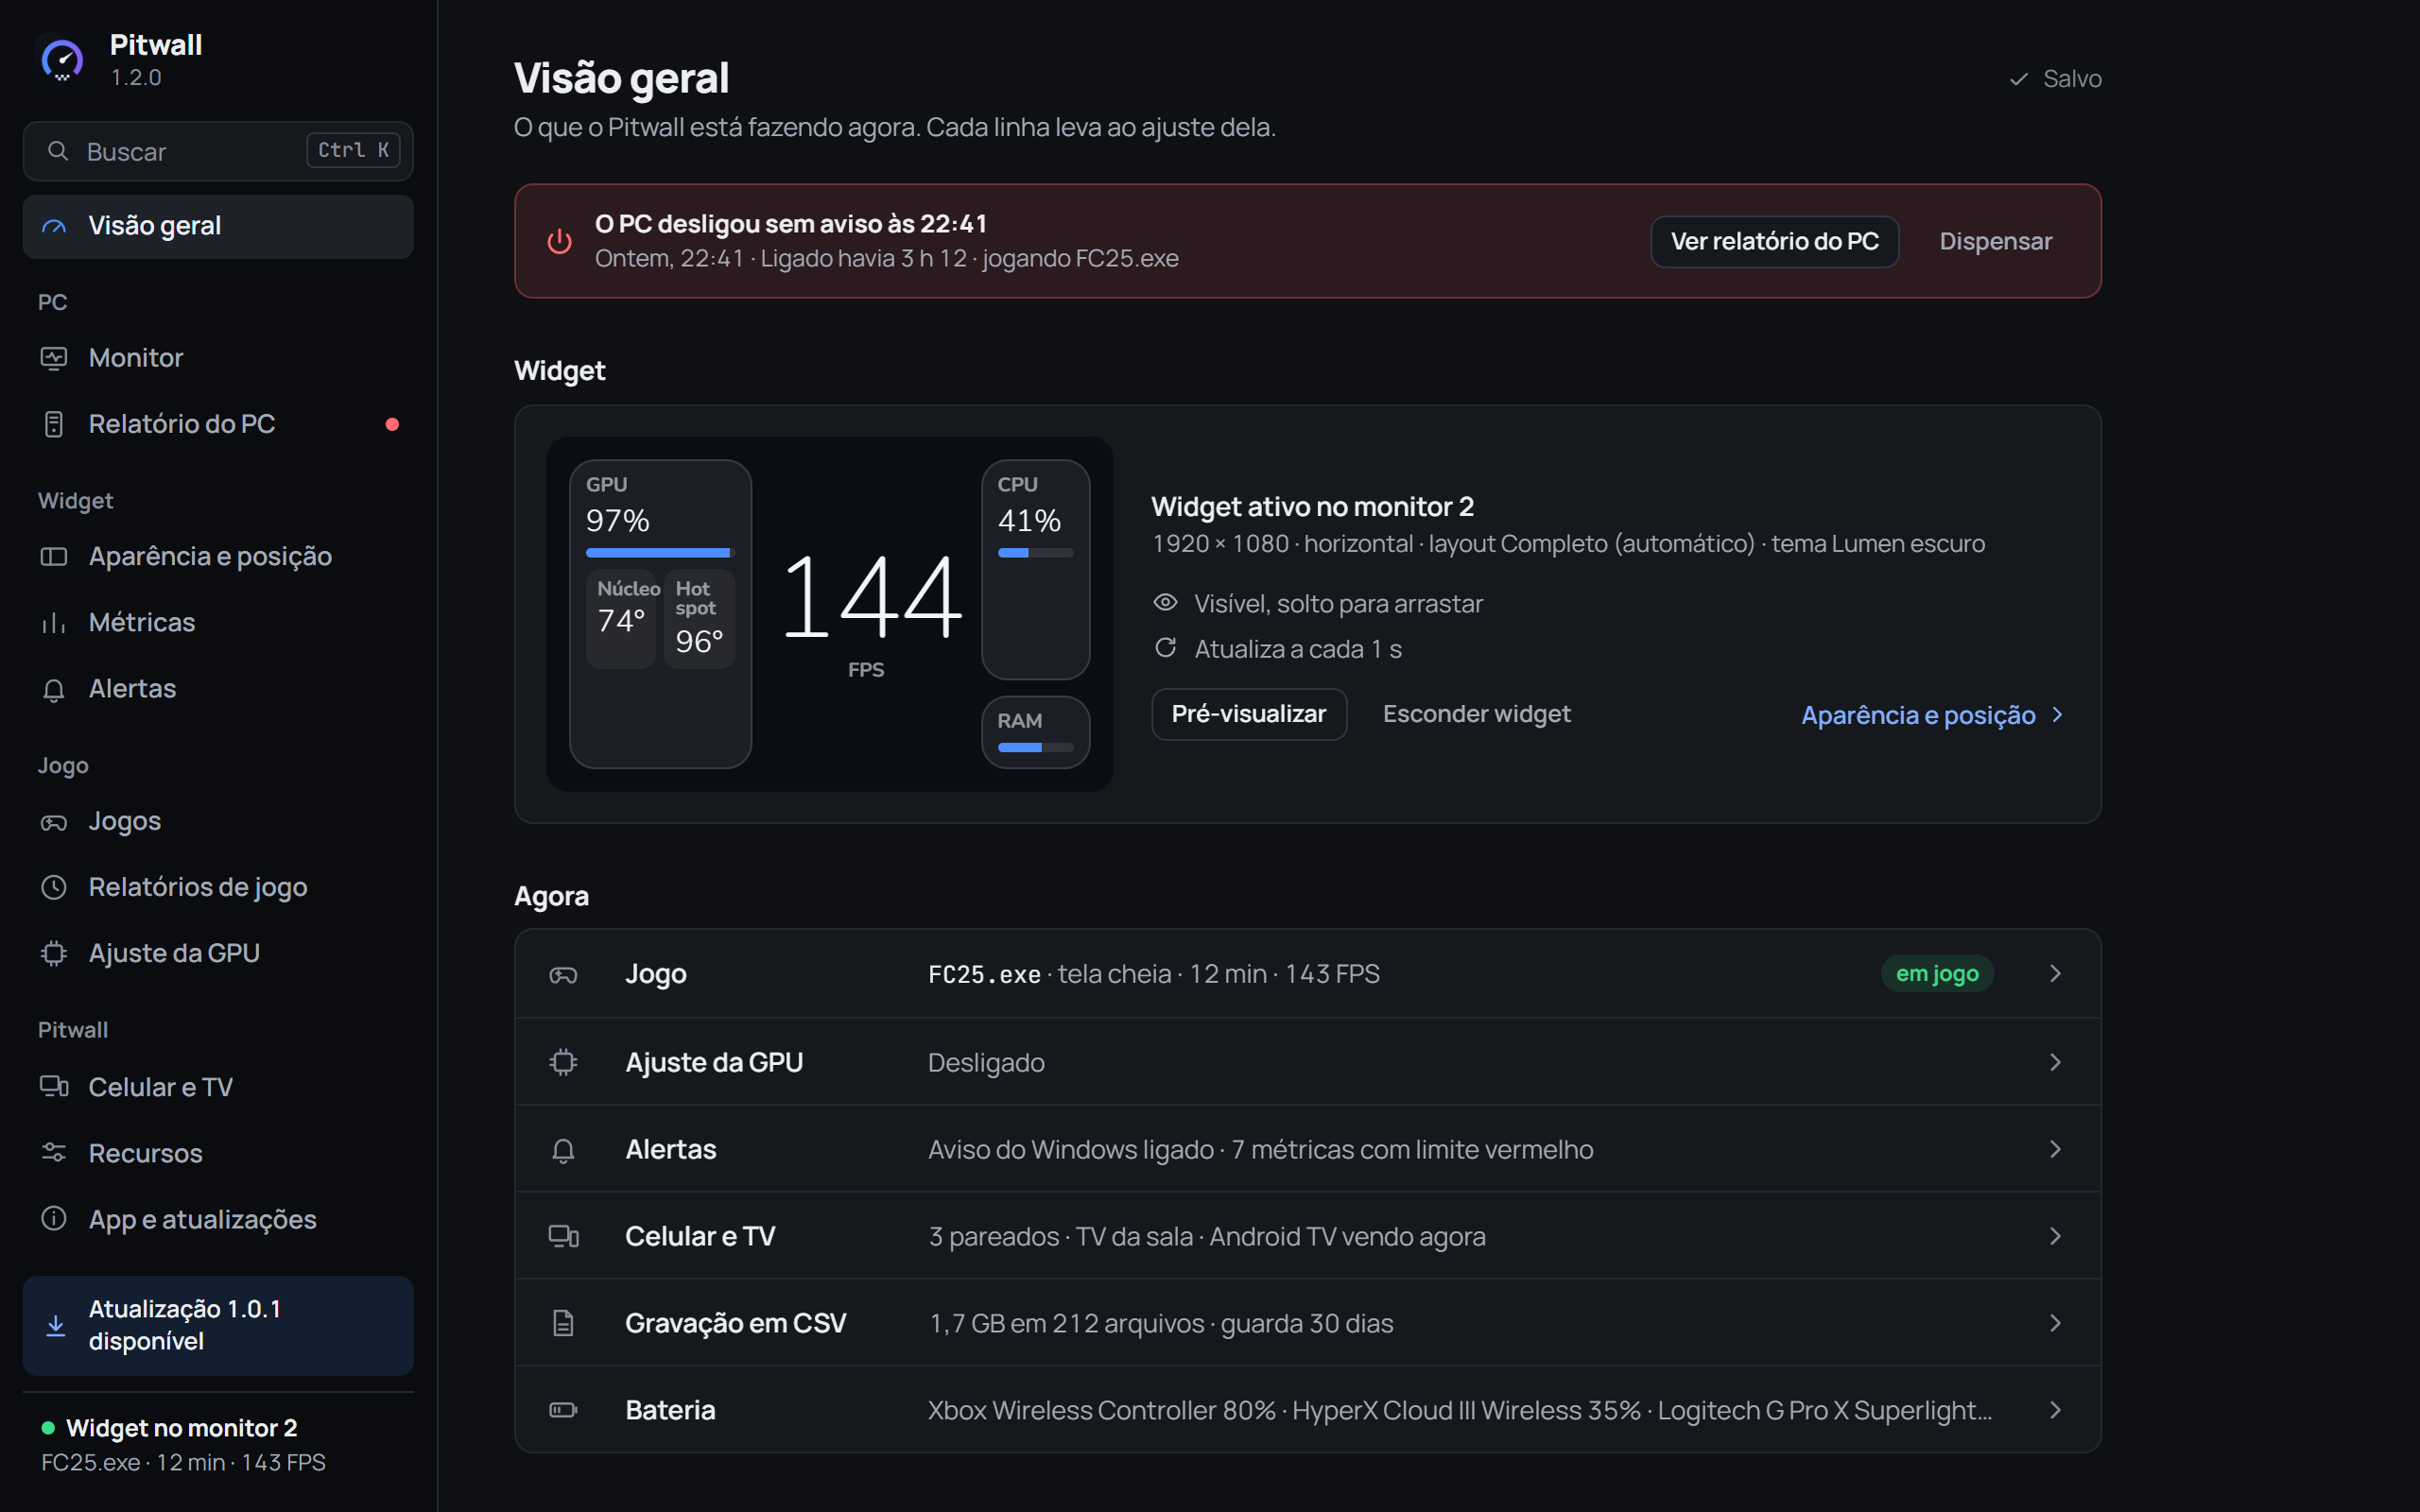 Pitwall
1.2.0
Buscar
Ctrl K
Visão geral
PC
Monitor
Relatório do PC
Widget
Aparência e posição
Métricas
Alertas
Jogo
Jogos
Relatórios de jogo
Ajuste da GPU
Pitwall
Celular e TV
Recursos
App e atualizações
Atualização 1.0.1
disponível
Widget no monitor 2
FC25.exe · 12 min · 143 FPS
Visão geral
Salvo
O que o Pitwall está fazendo agora. Cada linha leva ao ajuste dela.
O PC desligou sem aviso às 22:41
Ontem, 22:41 · Ligado havia 3 h 12 · jogando FC25.exe
Ver relatório do PC
Dispensar
Widget
GPU
97%
Núcleo
74°
Hot
spot
96°
144
FPS
CPU
41%
RAM
Widget ativo no monitor 2
1920 × 1080 · horizontal · layout Completo (automático) · tema Lumen escuro
Visível, solto para arrastar
Atualiza a cada 1 s
Pré-visualizar
Esconder widget
Aparência e posição
Agora
Jogo
FC25.exe · tela cheia · 12 min · 143 FPS
em jogo
Ajuste da GPU
Desligado
Alertas
Aviso do Windows ligado · 7 métricas com limite vermelho
Celular e TV
3 pareados · TV da sala · Android TV vendo agora
Gravação em CSV
1,7 GB em 212 arquivos · guarda 30 dias
Bateria
Xbox Wireless Controller 80% · HyperX Cloud III Wireless 35% · Logitech G Pro X Superlight...